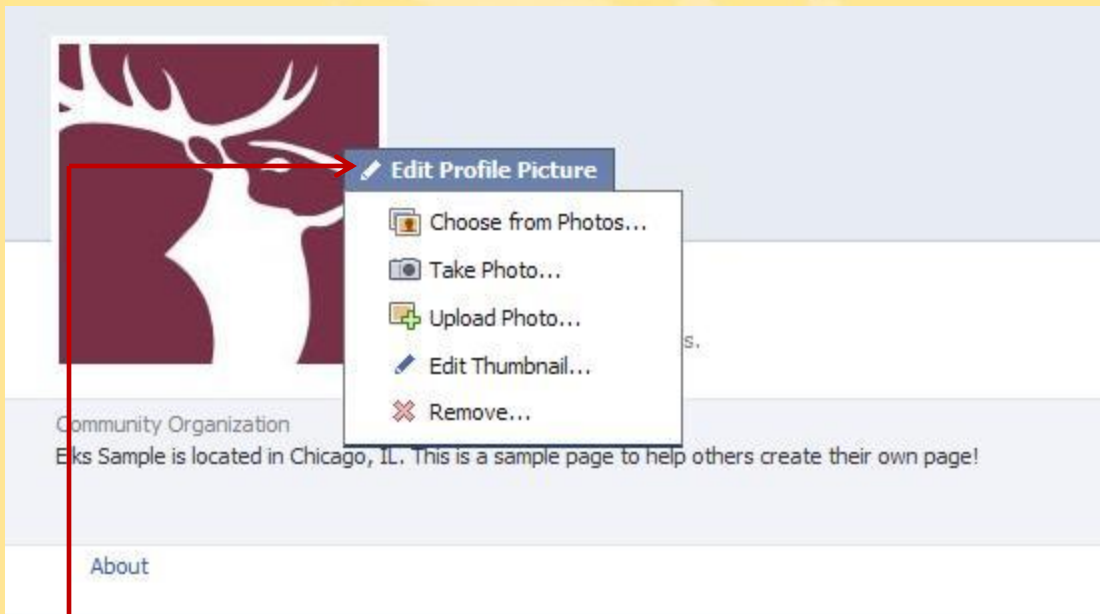 Edit Profile Picture
Choose from Photos...
Take Photo...
Upload Photo...
s.
Edit Thumbnail...
Remove...
Community Organization
Elks Sample is located in Chicago, IL. This is a sample page to help others create their own page!
About